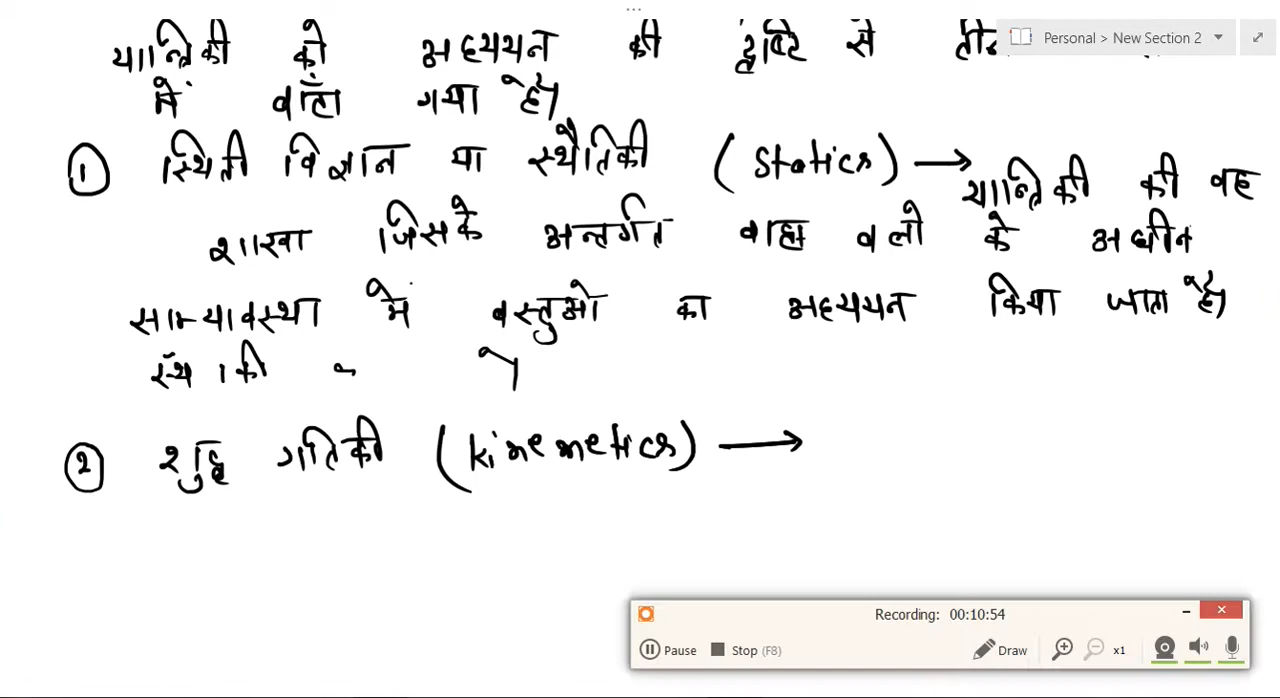 यान्त्रिकी को अध्ययन की दृष्टि से
Personal > New Section 2
में बाँटा गया है।
① स्थिती विज्ञान या स्थैतिकी (Statics) → यान्त्रिकी की वह
शाखा जिसके अन्तर्गत बाह्य बलो के अधीन
साम्यावस्था मे वस्तुओ का अध्ययन किया जाता है।
② शुद्ध गतिकी (kinemetics) →
Recording: 00:10:54
Pause Stop (F8) Draw x1